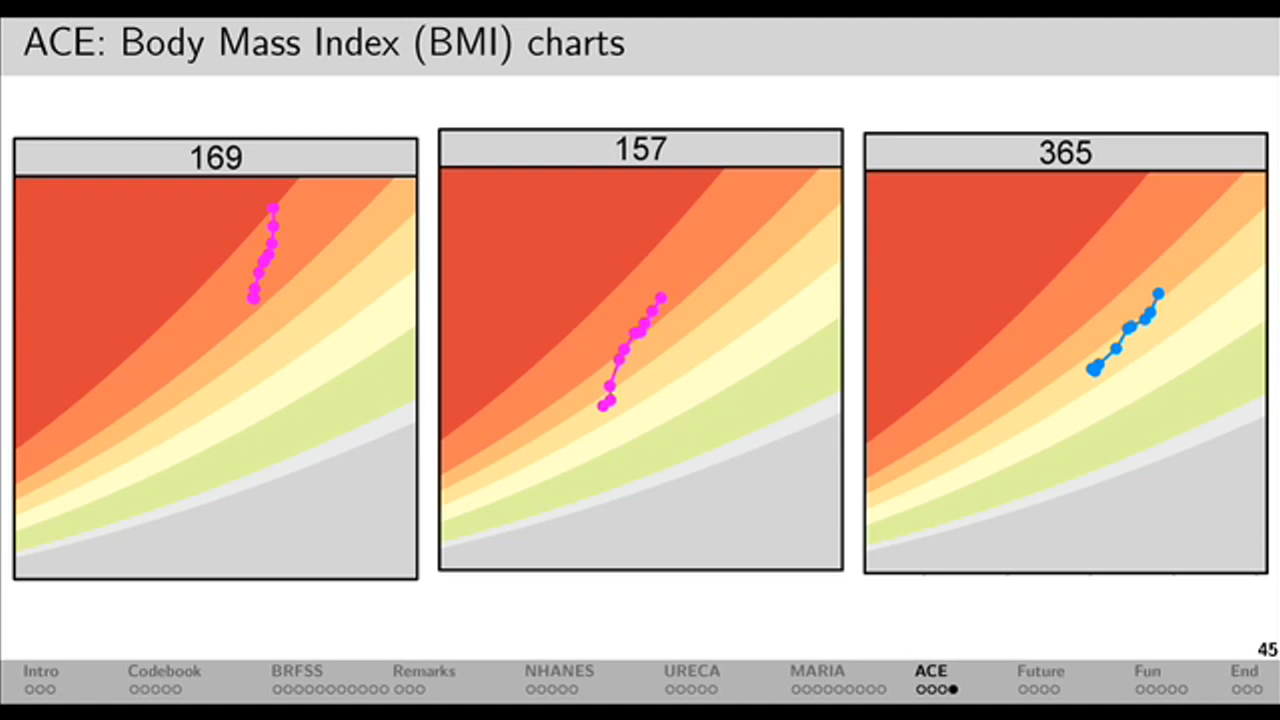 ACE: Body Mass Index (BMI) charts
169
157
365
45
Intro Codebook BRFSS Remarks NHANES URECA MARIA ACE Future Fun End